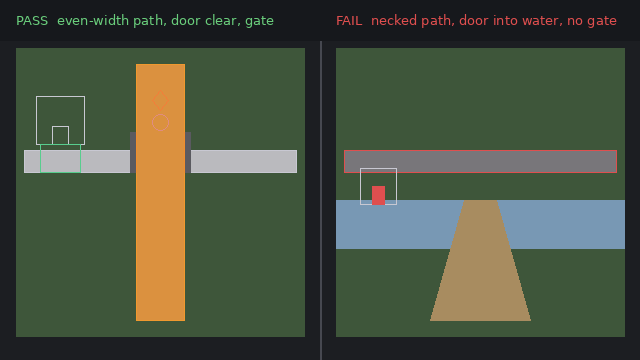 PASS even-width path, door clear, gate
FAIL necked path, door into water, no gate